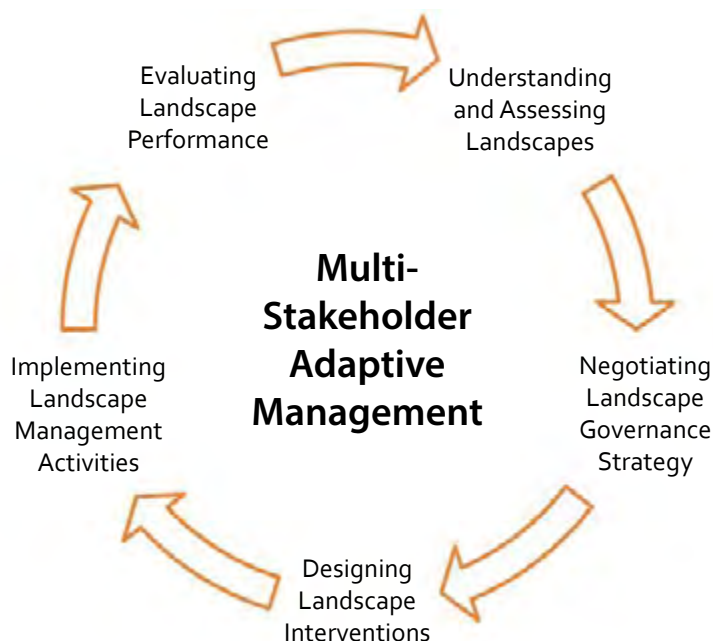 Evaluating
Landscape
Performance
Understanding
and Assessing
Landscapes
Multi-
Stakeholder
Adaptive
Management
Implementing
Landscape
Management
Activities
Negotiating
Landscape
Governance
Strategy
Designing
Landscape
Interventions